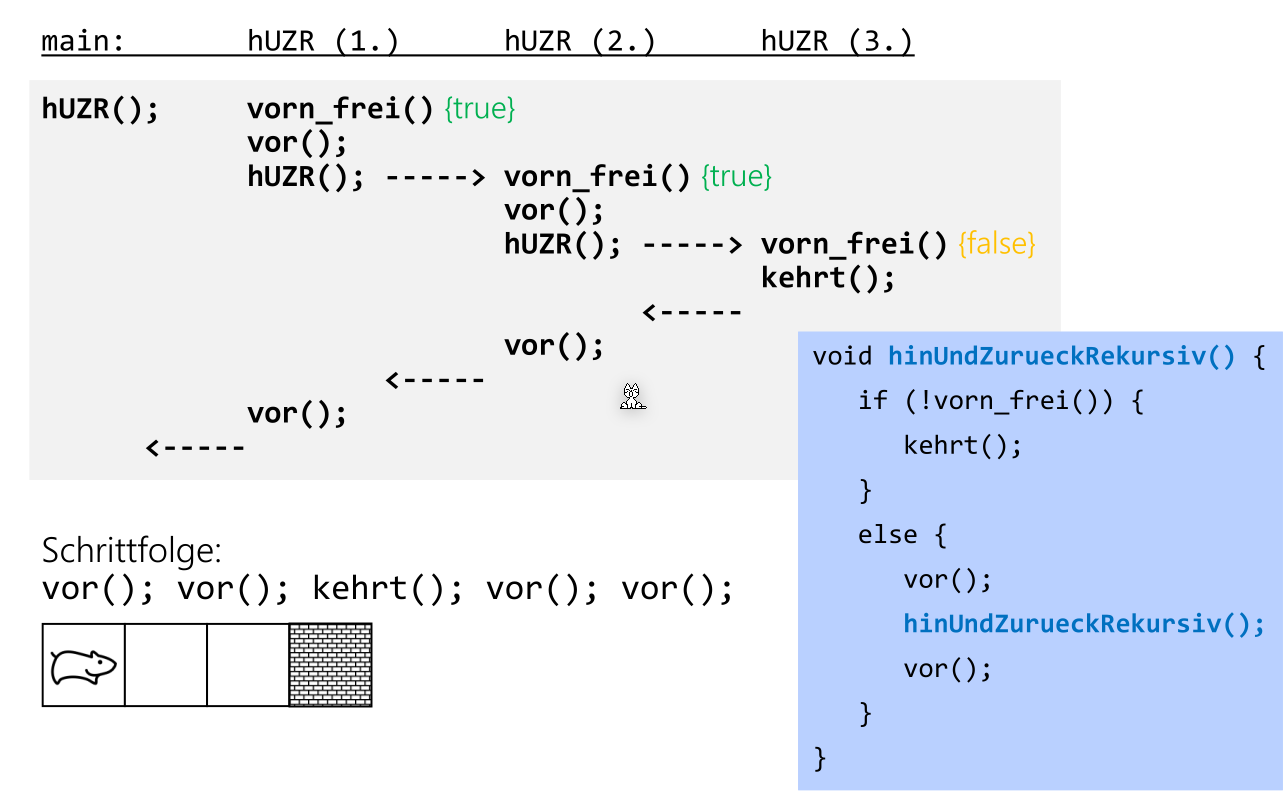 main: hUZR (1.) hUZR (2.) hUZR (3.)
hUZR(); vorn_frei() {true}
vor();
hUZR(); -----> vorn_frei() {true}
vor();
hUZR(); -----> vorn_frei() {false}
kehrt();
<-----
vor();
<-----
vor();
<-----
Schrittfolge:
vor(); vor(); kehrt(); vor(); vor();
void hinUndZurueckRekursiv() {
if (!vorn_frei()) {
kehrt();
}
else {
vor();
hinUndZurueckRekursiv();
vor();
}
}